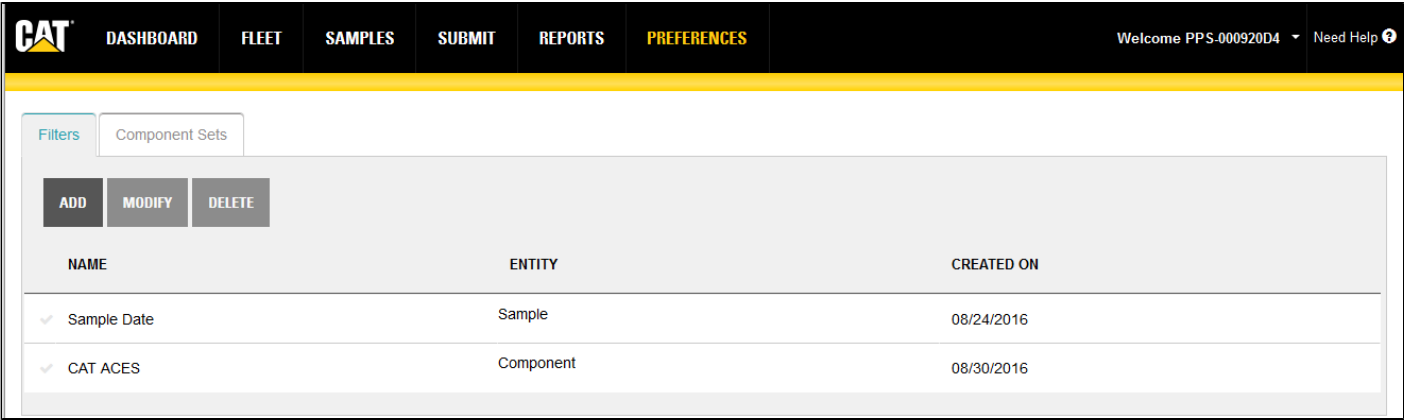 CAT DASHBOARD FLEET SAMPLES SUBMIT REPORTS PREFERENCES Welcome PPS-000920D4 Need Help ?
Filters Component Sets
ADD MODIFY DELETE
NAME ENTITY CREATED ON
Sample Date Sample 08/24/2016
CAT ACES Component 08/30/2016